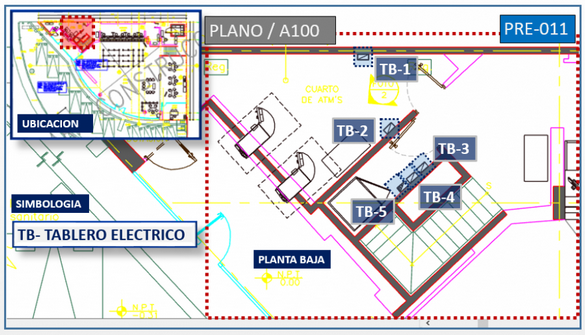 PLANO / A100
PRE-011
UBICACION
CUARTO
DE ATM'S
TB-1
TB-2
TB-3
TB-4
TB-5
SIMBOLOGIA
TB- TABLERO ELECTRICO
PLANTA BAJA
N.P.T.
0.00
N.P.T.